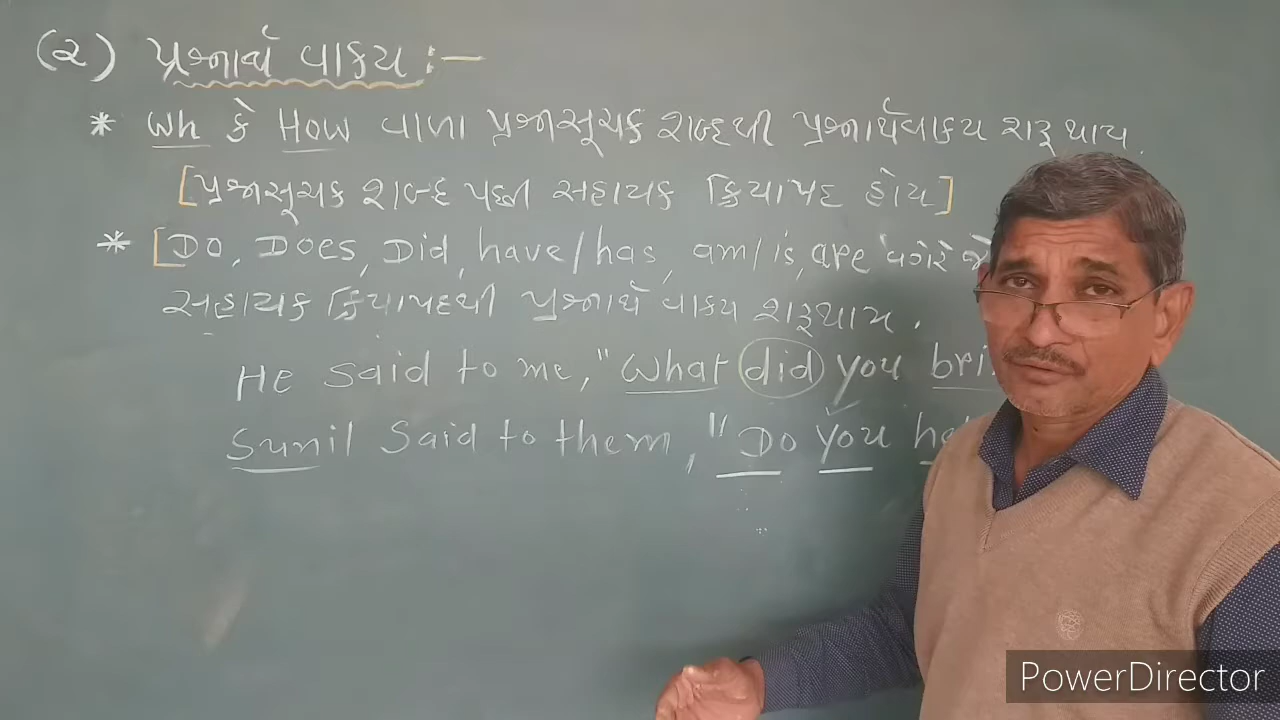 (૨) પ્રશ્નાર્થ વાક્ય :-
* Wh કે How વાળા પ્રશ્નસૂચક શબ્દથી પ્રશ્નાર્થવાક્ય શરૂ થાય.
[પ્રશ્નસૂચક શબ્દ પછી સહાયક ક્રિયાપદ હોય]
* [Do, Does, Did, have/has, am/is, are વગેરે જે
સહાયક ક્રિયાપદથી પ્રશ્નાર્થ વાક્ય શરૂ થાય.
He said to me, "What did you bri
Sunil said to them, "Do you ha
PowerDirector